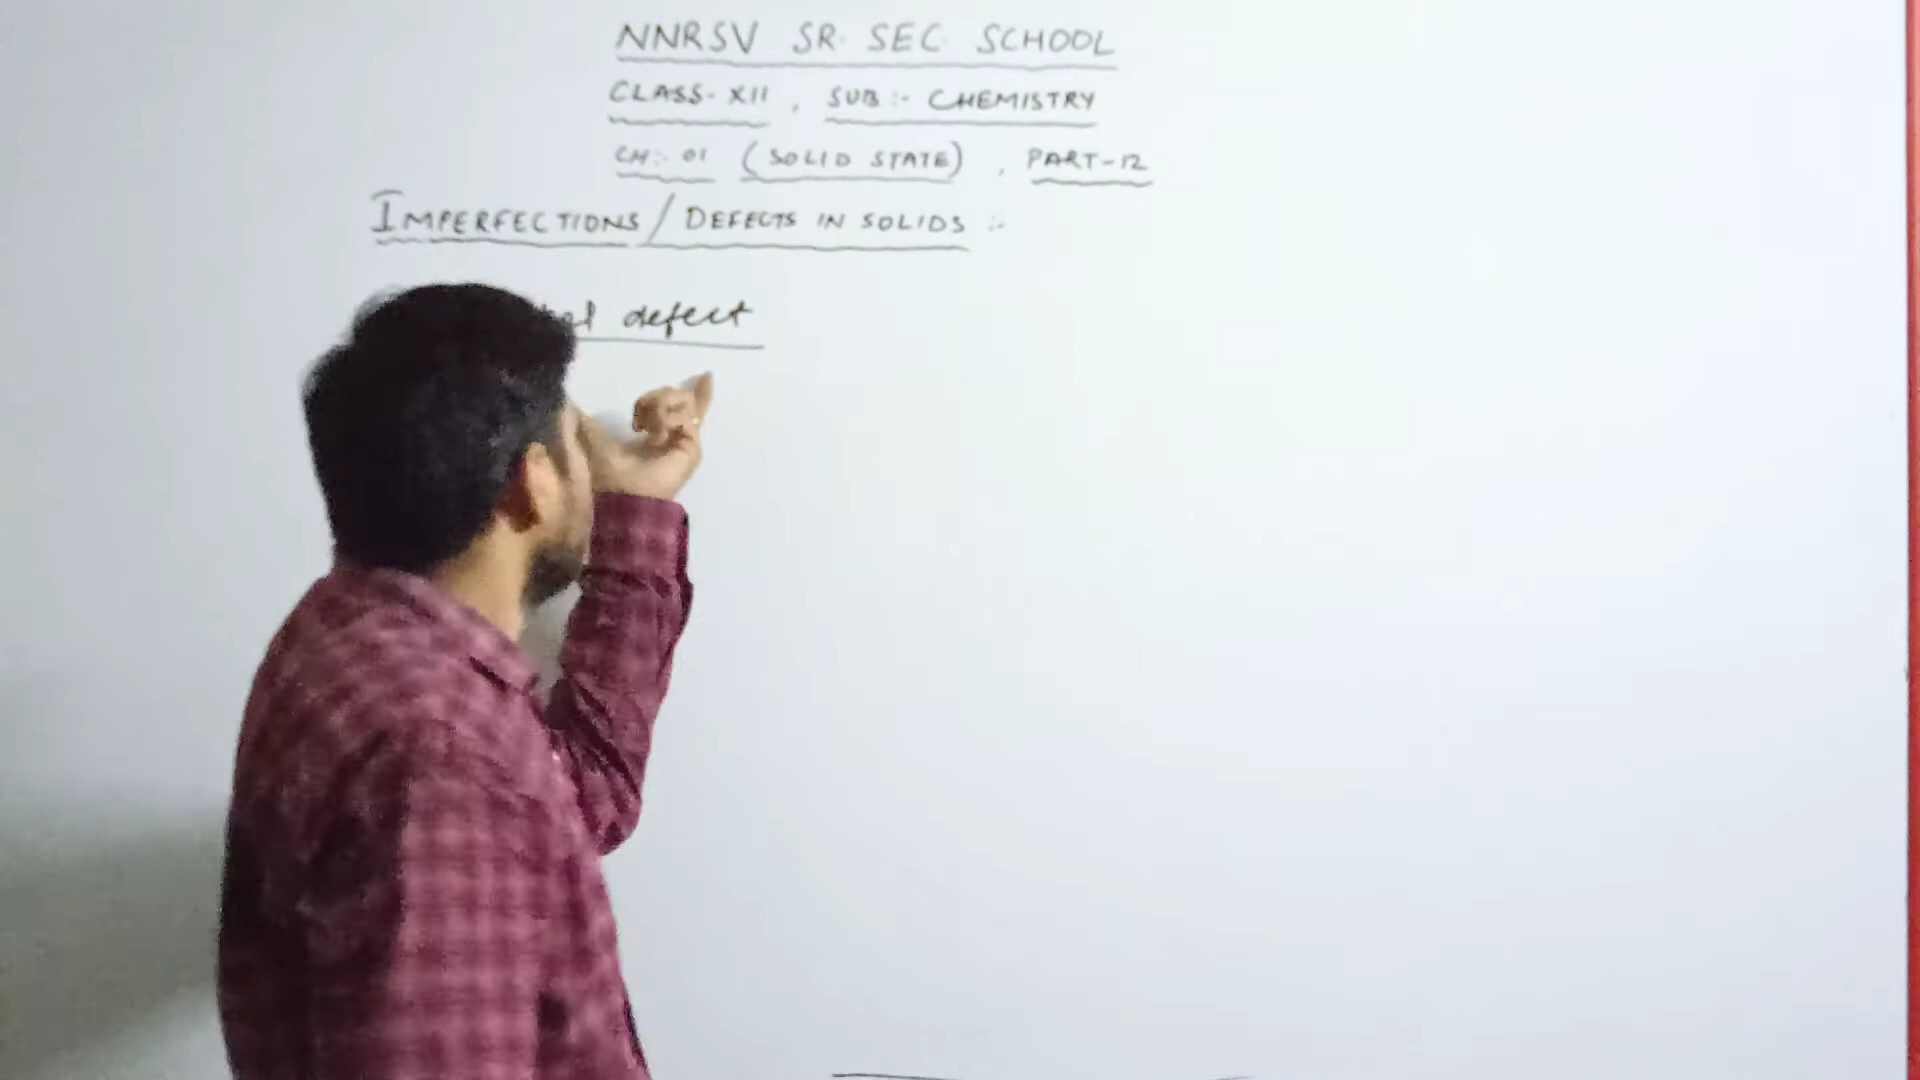 NNRSV SR. SEC. SCHOOL
CLASS- XII , SUB :- CHEMISTRY
CH:- 01 (SOLID STATE) , PART-12
IMPERFECTIONS / DEFECTS IN SOLIDS :-
defect